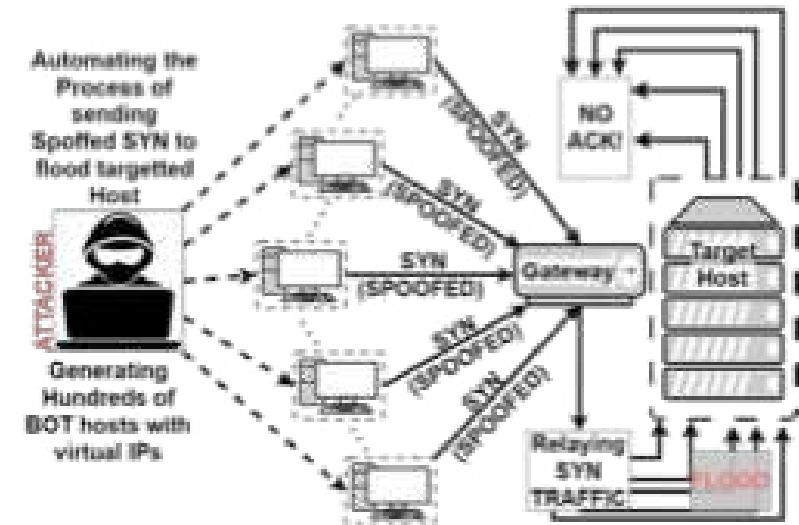 Automating the
Process of
sending
Spoffed SYN to
flood targetted
Host
ATTACKER
Generating
Hundreds of
BOT hosts with
virtual IPs
SYN
(SPOOFED)
SYN
(SPOOFED)
SYN
(SPOOFED)
SYN
(SPOOFED)
SYN
(SPOOFED)
Gateway
NO
ACK!
Target
Host
Relaying
SYN
TRAFFIC
FLOOD